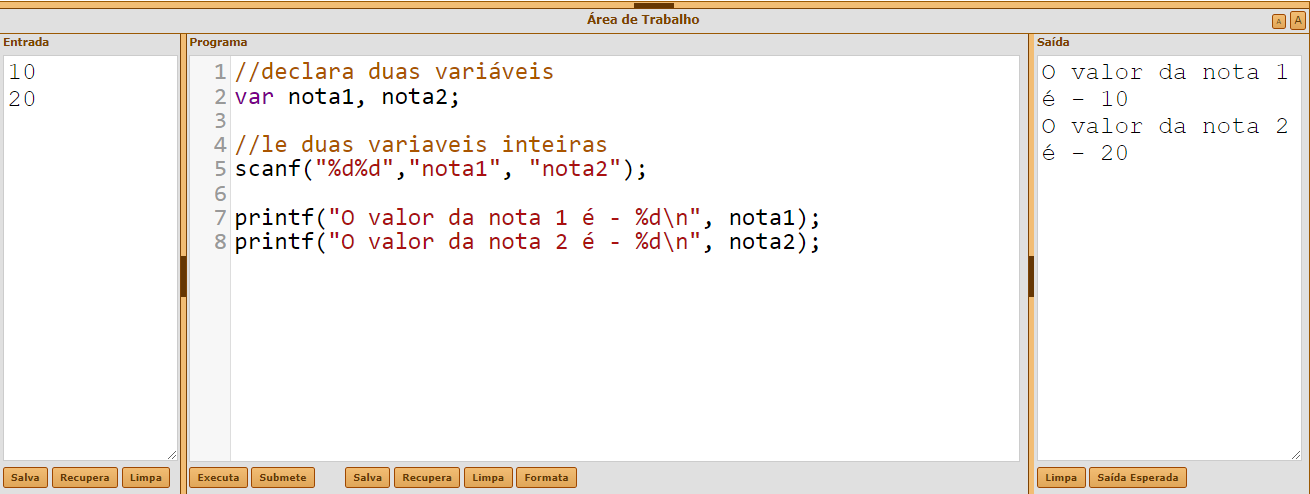 Área de Trabalho
A A
Entrada
10
20
Salva Recupera Limpa
Programa
1 //declara duas variáveis
2 var nota1, nota2;
3
4 //le duas variaveis inteiras
5 scanf("%d%d","nota1", "nota2");
6
7 printf("O valor da nota 1 é - %d\n", nota1);
8 printf("O valor da nota 2 é - %d\n", nota2);
Executa Submete Salva Recupera Limpa Formata
Saída
O valor da nota 1
é - 10
O valor da nota 2
é - 20
Limpa Saída Esperada